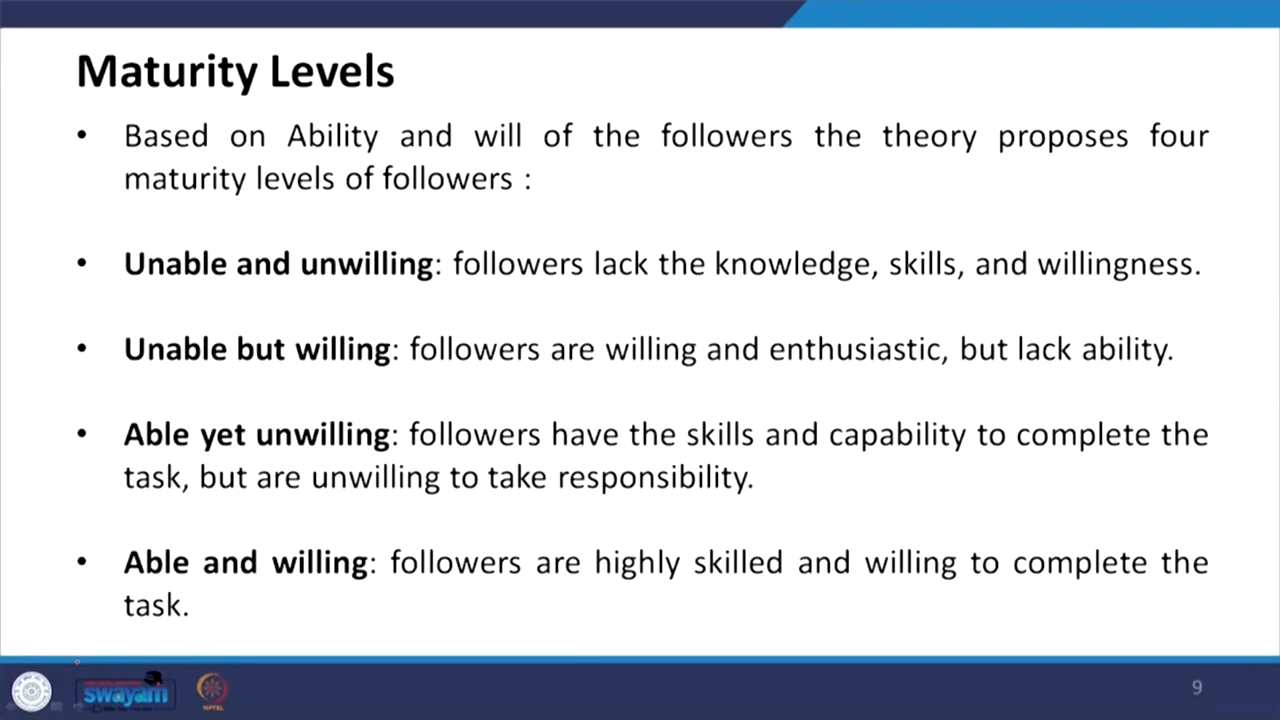 Maturity Levels
• Based on Ability and will of the followers the theory proposes four
maturity levels of followers :
• Unable and unwilling: followers lack the knowledge, skills, and willingness.
• Unable but willing: followers are willing and enthusiastic, but lack ability.
• Able yet unwilling: followers have the skills and capability to complete the
task, but are unwilling to take responsibility.
• Able and willing: followers are highly skilled and willing to complete the
task.
swayam
NPTEL
9